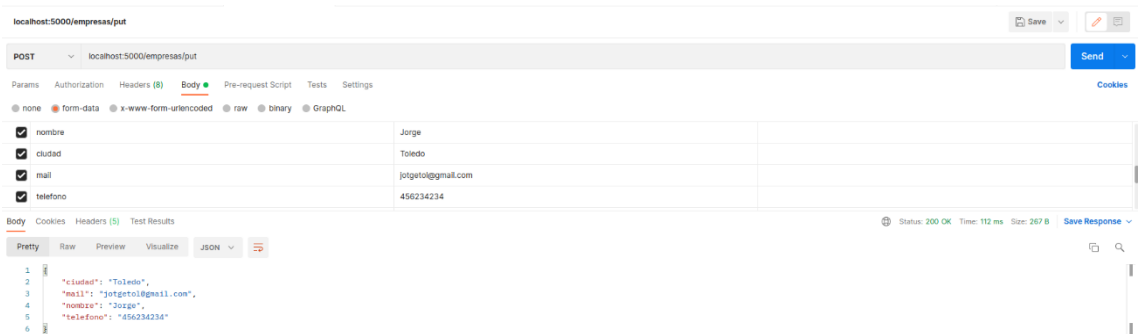 localhost:5000/empresas/put
Save
POST localhost:5000/empresas/put Send
Params Authorization Headers (8) Body Pre-request Script Tests Settings Cookies
none form-data x-www-form-urlencoded raw binary GraphQL
nombre Jorge
ciudad Toledo
mail jotgetol@gmail.com
telefono 456234234
Body Cookies Headers (5) Test Results Status: 200 OK Time: 112 ms Size: 267 B Save Response
Pretty Raw Preview Visualize JSON
1 {
2 "ciudad": "Toledo",
3 "mail": "jotgetol@gmail.com",
4 "nombre": "Jorge",
5 "telefono": "456234234"
6 }